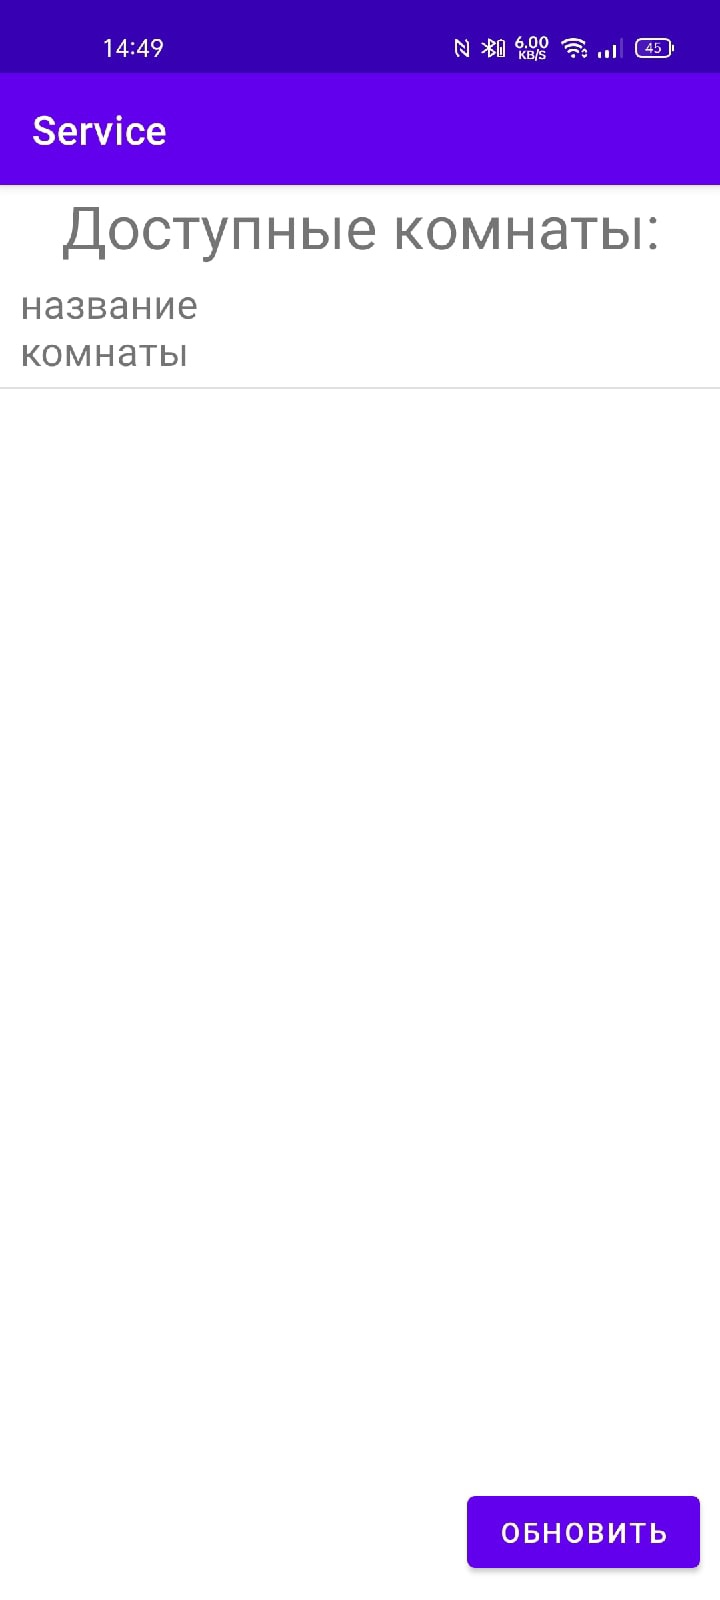 14:49
6.00
KB/S
45
Service
Доступные комнаты:
название
комнаты
ОБНОВИТЬ